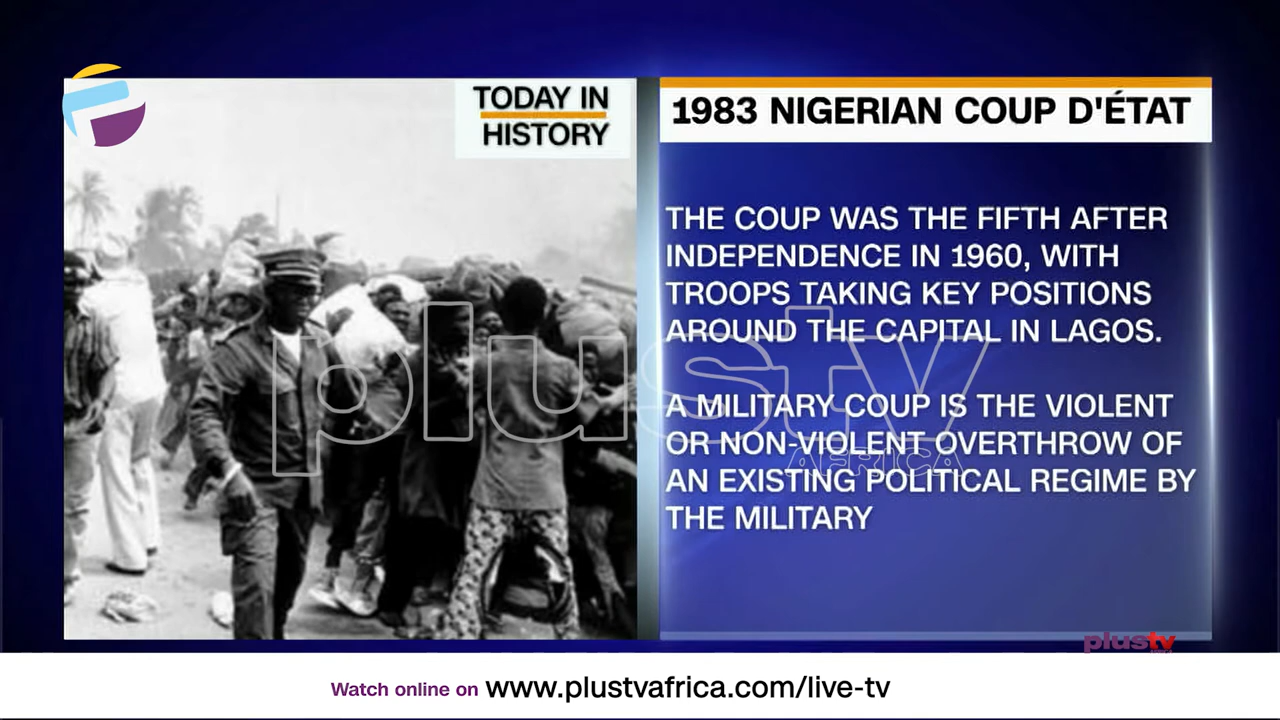 TODAY IN
HISTORY
1983 NIGERIAN COUP D'ÉTAT
THE COUP WAS THE FIFTH AFTER
INDEPENDENCE IN 1960, WITH
TROOPS TAKING KEY POSITIONS
AROUND THE CAPITAL IN LAGOS.
A MILITARY COUP IS THE VIOLENT
OR NON-VIOLENT OVERTHROW OF
AN EXISTING POLITICAL REGIME BY
THE MILITARY
plustv
AFRICA
plustv
AFRICA
Watch online on www.plustvafrica.com/live-tv